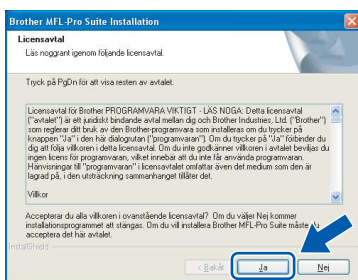 Brother MFL-Pro Suite Installation
Licensavtal
Läs noggrant igenom följande licensavtal.
Tryck på PgDn för att visa resten av avtalet.
Licensavtal för Brother PROGRAMVARA VIKTIGT - LÄS NOGA: Detta licensavtal
("avtalet") är ett juridiskt bindande avtal mellan dig och Brother Industries, Ltd. ("Brother")
som reglerar ditt bruk av den Brother-programvara som installeras om du trycker på
knappen "Ja" i den här dialogrutan ("programvaran"). Om du trycker på "Ja" förbinder du
dig att följa villkoren i detta licensavtal. Om du inte godkänner villkoren i avtalet beviljas du
ingen licens för programvaran, vilket innebär att du inte får använda programvaran.
Hänvisningar till "programvaran" i licensavtalet omfattar även det medium som den är
lagrad på, i den utsträckning sammanhanget tillåter det.
Villkor
Accepterar du alla villkoren i ovanstående licensavtal? Om du väljer Nej kommer
installationsprogrammet att stängas. Om du vill installera Brother MFL-Pro Suite måste du
acceptera det här avtalet.
InstallShield
< Bakåt Ja Nej